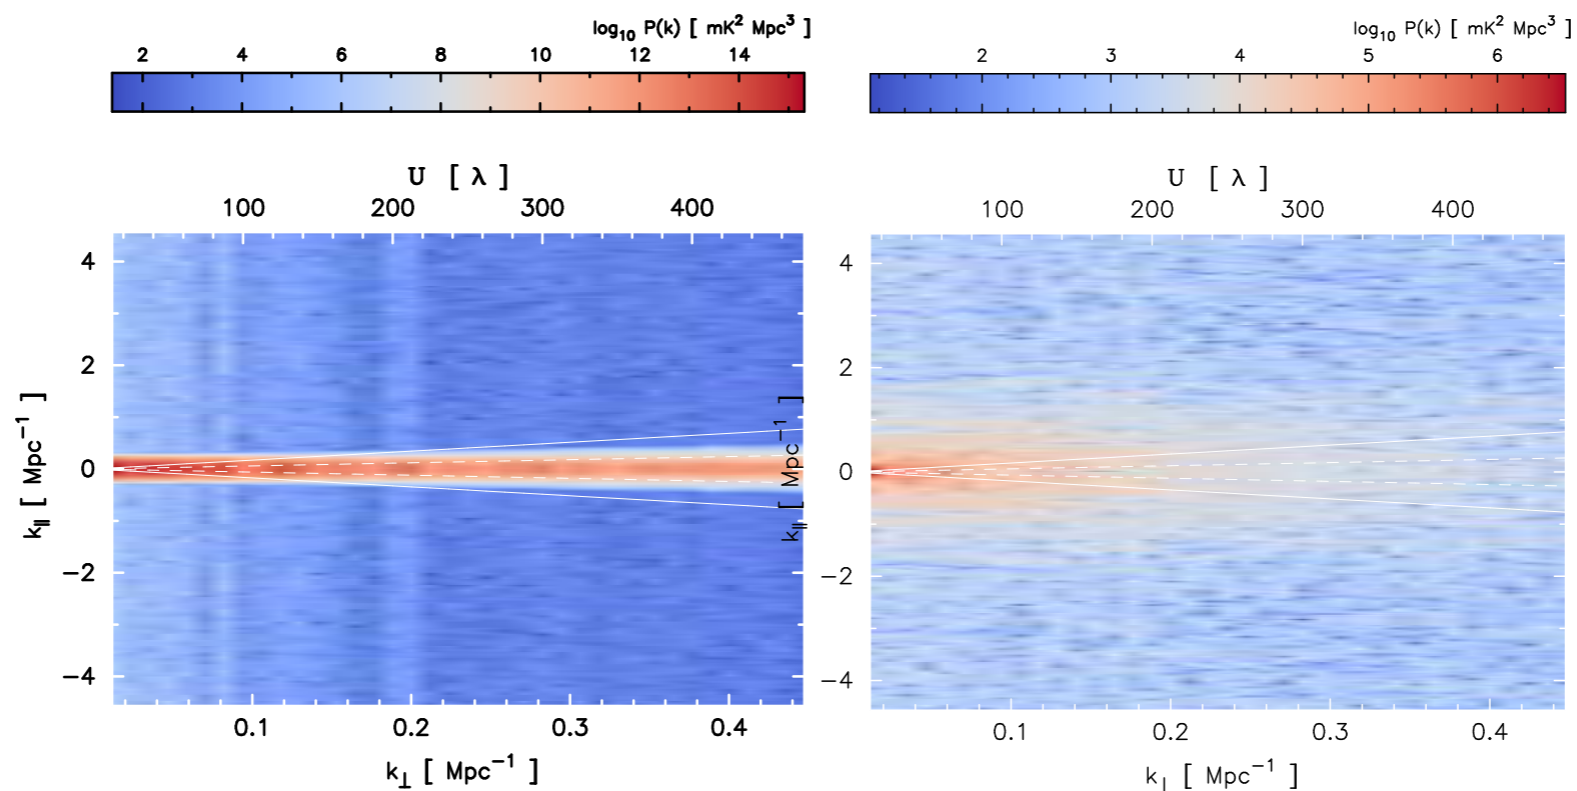 log₁₀ P(k) [ mK² Mpc³ ]
2 4 6 8 10 12 14
U [ λ ]
100 200 300 400
4
2
0
−2
−4
k∥ [ Mpc⁻¹ ]
0.1 0.2 0.3 0.4
k⊥ [ Mpc⁻¹ ]
log₁₀ P(k) [ mK² Mpc³ ]
2 3 4 5 6
U [ λ ]
100 200 300 400
4
2
0
−2
−4
k∥ [ Mpc⁻¹ ]
0.1 0.2 0.3 0.4
k⊥ [ Mpc⁻¹ ]